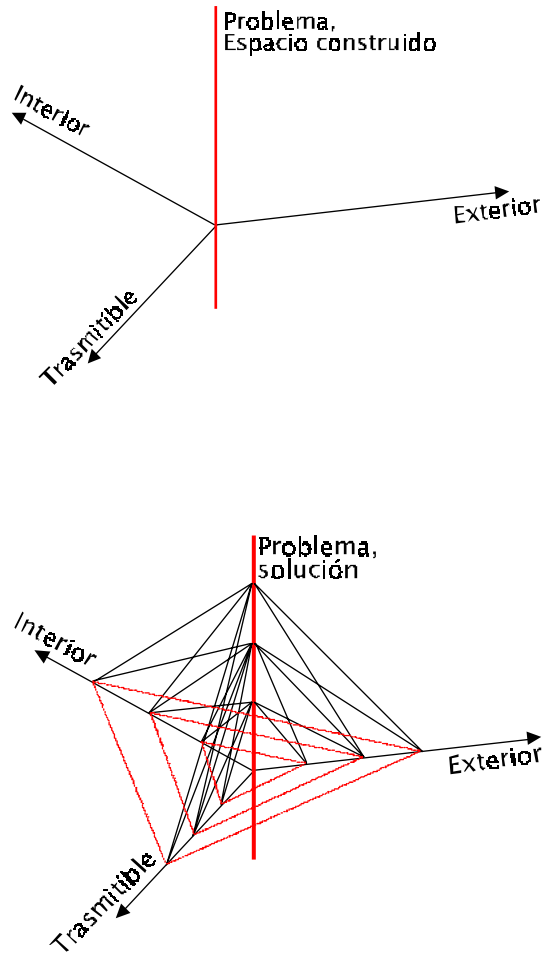 Problema,
Espacio construido
Interior
Exterior
Trasmitible
Problema,
solución
Interior
Exterior
Trasmitible